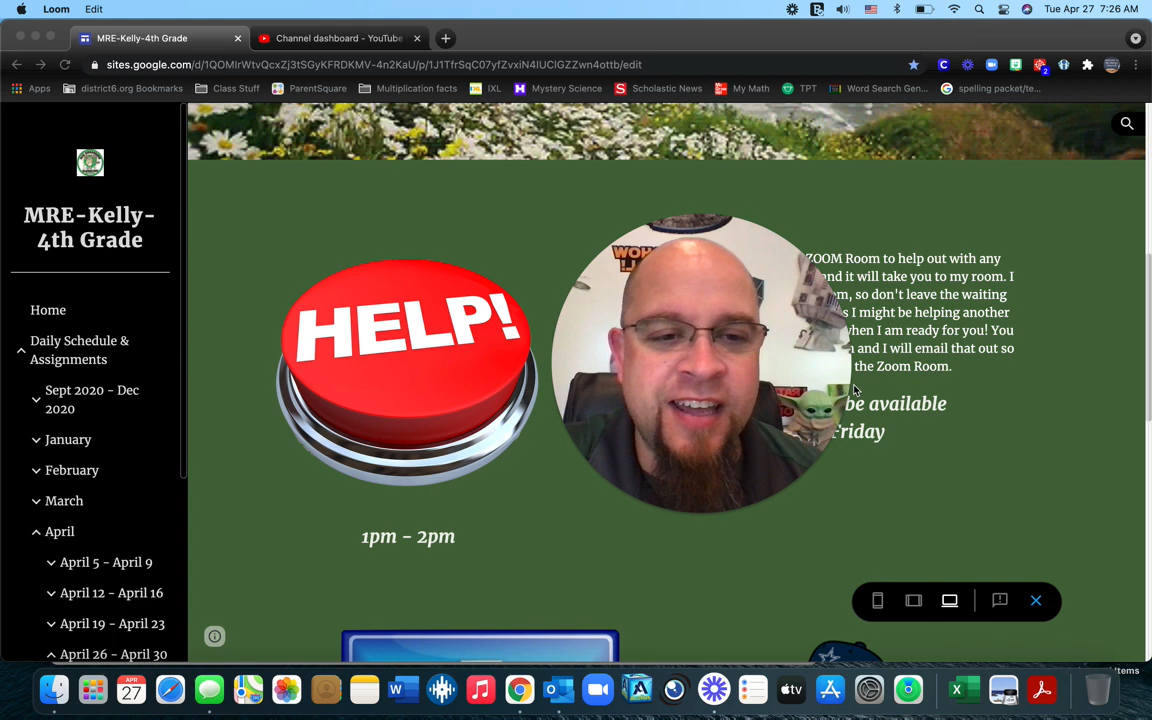 Loom Edit Tue Apr 27 7:26 AM
MRE-Kelly-4th Grade Channel dashboard - YouTube
sites.google.com/d/1QOMIrWtvQcxZj3tSGyKFRDKMV-4n2KaU/p/1J1TfrSqC07yfZvxiN4IUClGZZwn4ottb/edit
Apps district6.org Bookmarks Class Stuff ParentSquare Multiplication facts IXL Mystery Science Scholastic News My Math TPT Word Search Gen... spelling packet/te...
MRE-Kelly-
4th Grade
Home
Daily Schedule &
Assignments
Sept 2020 - Dec
2020
January
February
March
April
April 5 - April 9
April 12 - April 16
April 19 - April 23
April 26 - April 30
HELP!
1pm - 2pm
ZOOM Room to help out with any
nd it will take you to my room. I
m, so don't leave the waiting
s I might be helping another
when I am ready for you! You
and I will email that out so
the Zoom Room.
be available
Friday
APR
27
tv
Items